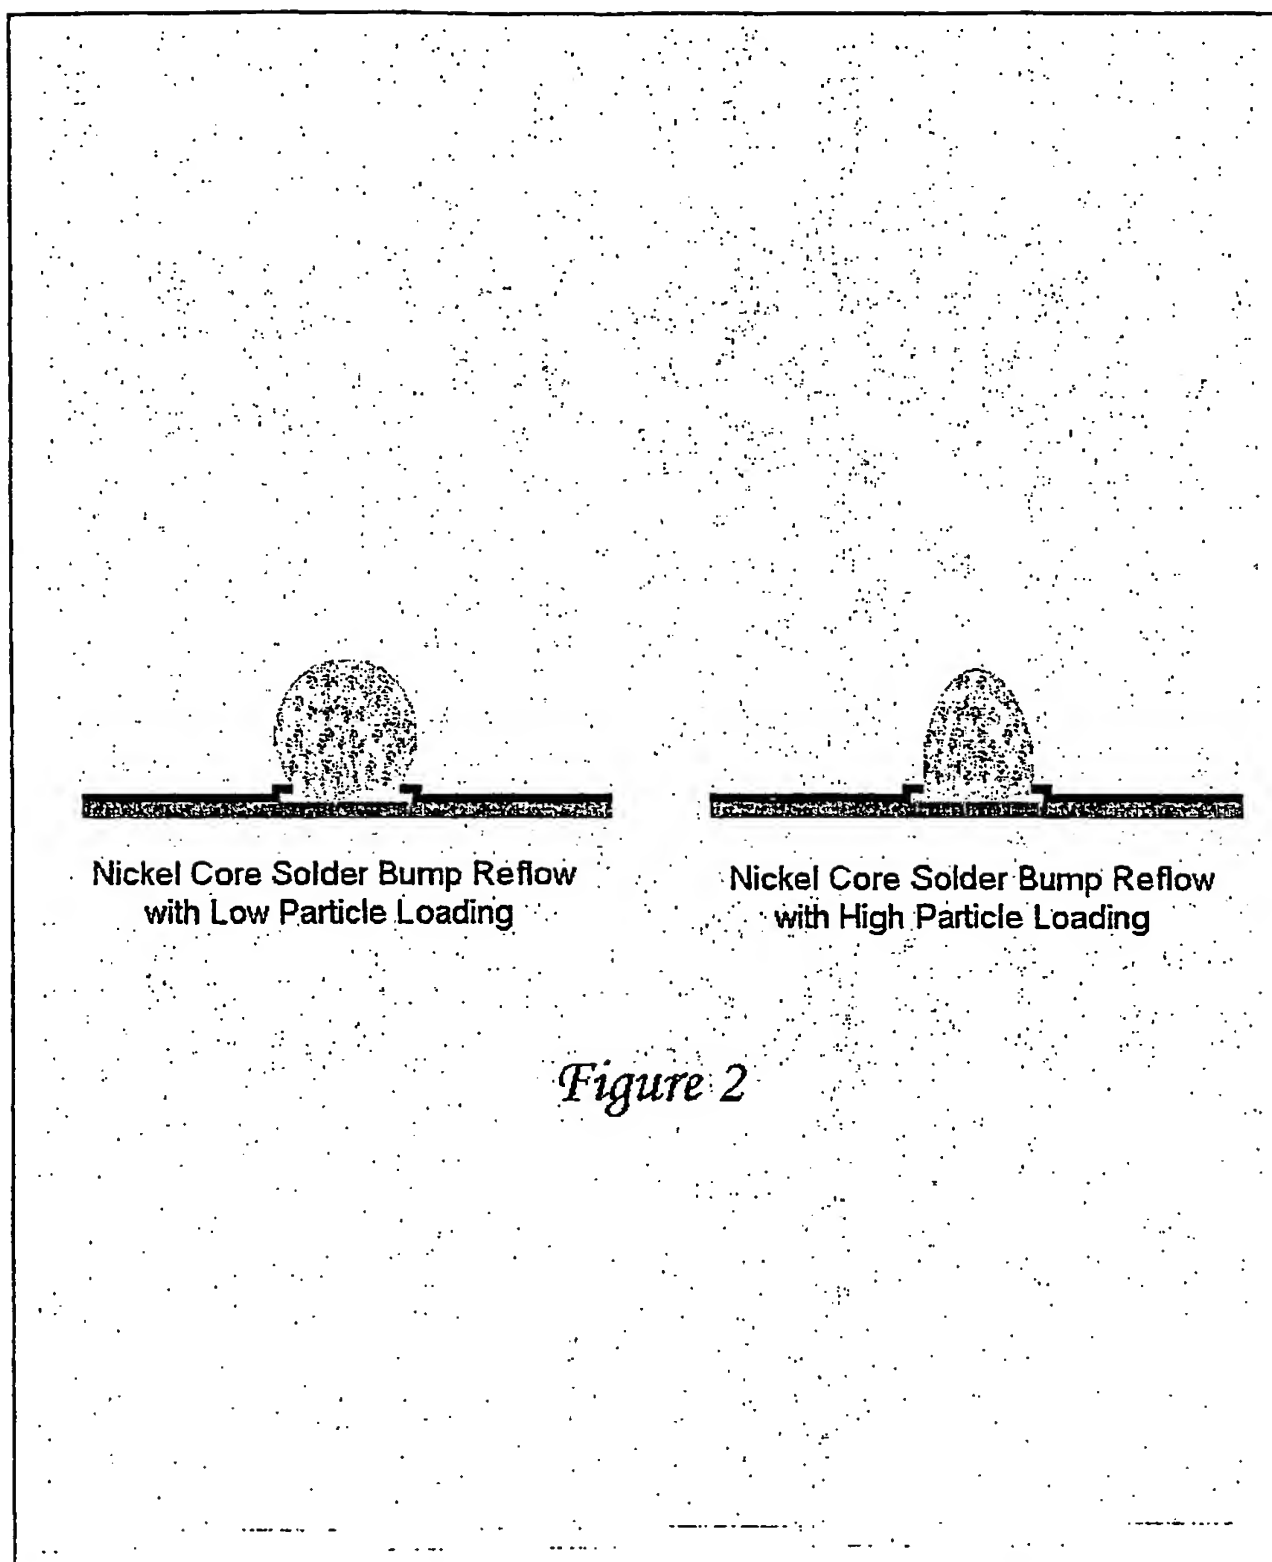 Nickel Core Solder Bump Reflow
with Low Particle Loading
Nickel Core Solder Bump Reflow
with High Particle Loading
Figure 2